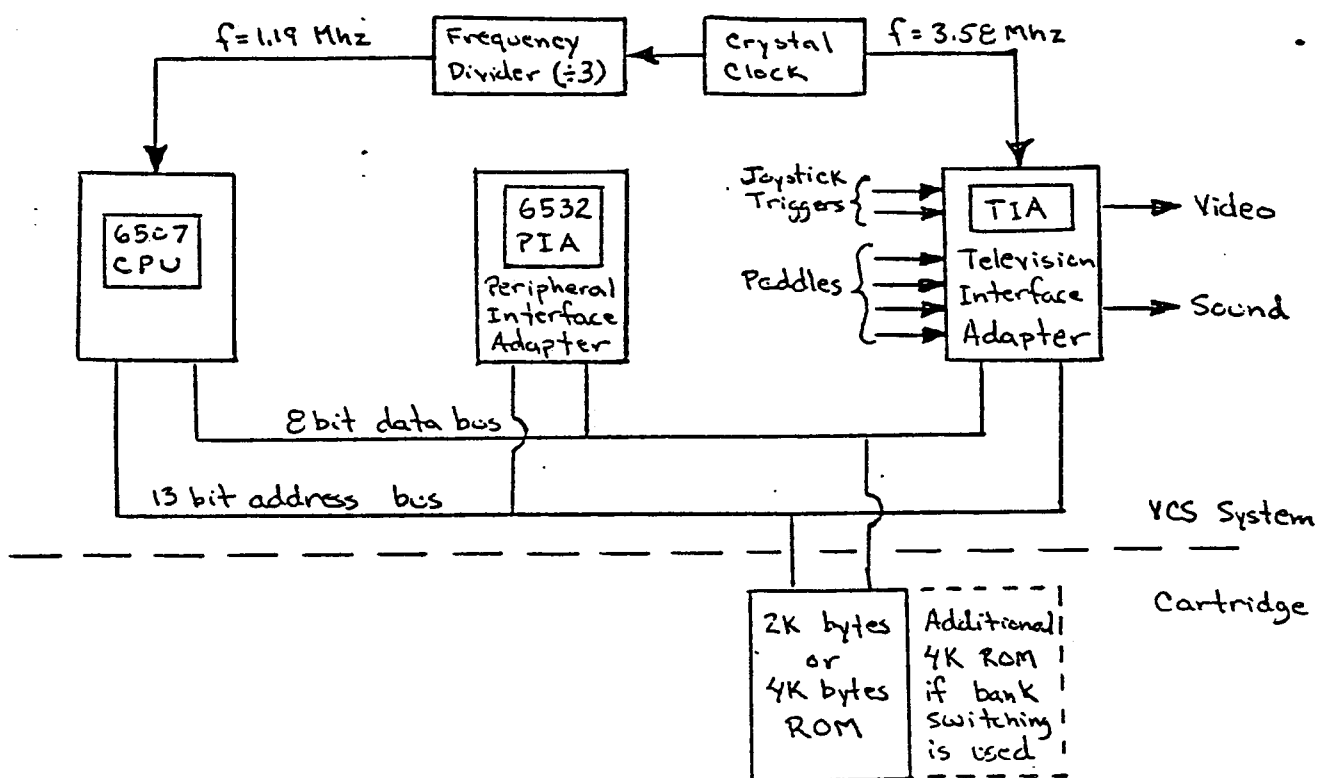 f=1.19 Mhz
Frequency
Divider (÷3)
Crystal
Clock
f=3.58 Mhz
6507
CPU
6532
PIA
Peripheral
Interface
Adapter
Joystick
Triggers
Paddles
TIA
Television
Interface
Adapter
Video
Sound
8 bit data bus
13 bit address bus
VCS System
Cartridge
2K bytes
or
4K bytes
ROM
Additional
4K ROM
if bank
switching
is used